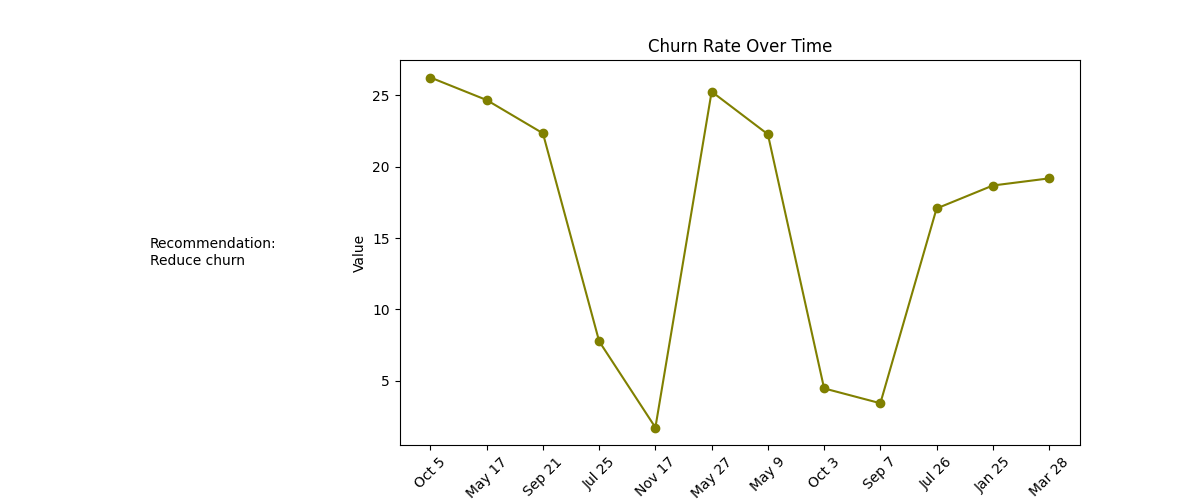 Churn Rate Over Time
Recommendation:
Reduce churn
Value
25
20
15
10
5
Oct 5
May 17
Sep 21
Jul 25
Nov 17
May 27
May 9
Oct 3
Sep 7
Jul 26
Jan 25
Mar 28